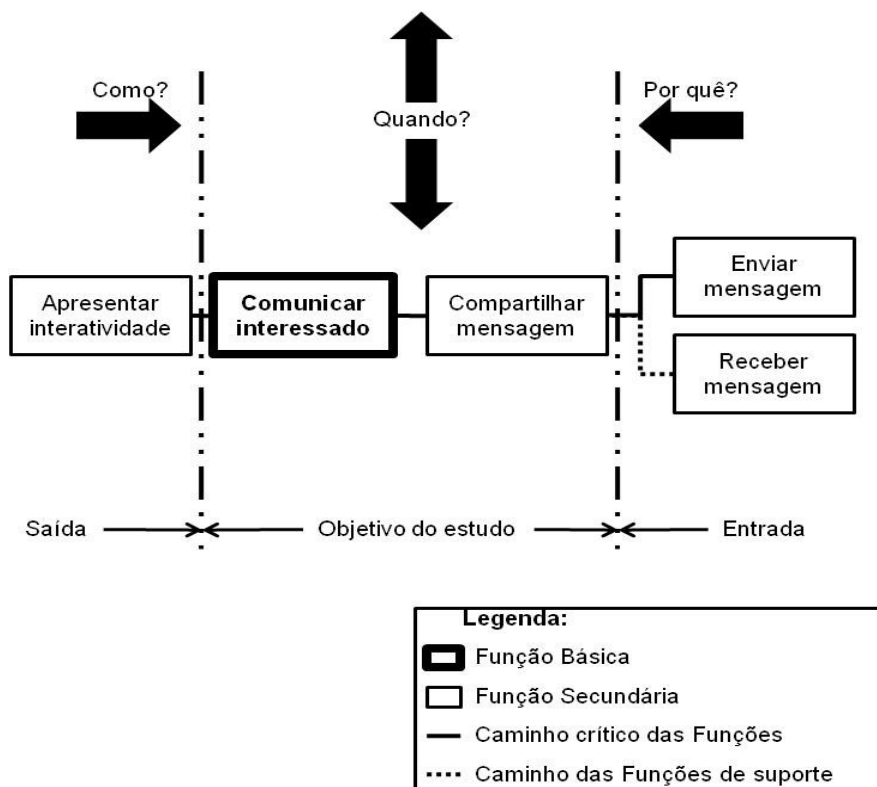 Como?
Quando?
Por quê?
Apresentar
interatividade
Comunicar
interessado
Compartilhar
mensagem
Enviar
mensagem
Receber
mensagem
Saída
Objetivo do estudo
Entrada
Legenda:
Função Básica
Função Secundária
Caminho crítico das Funções
Caminho das Funções de suporte